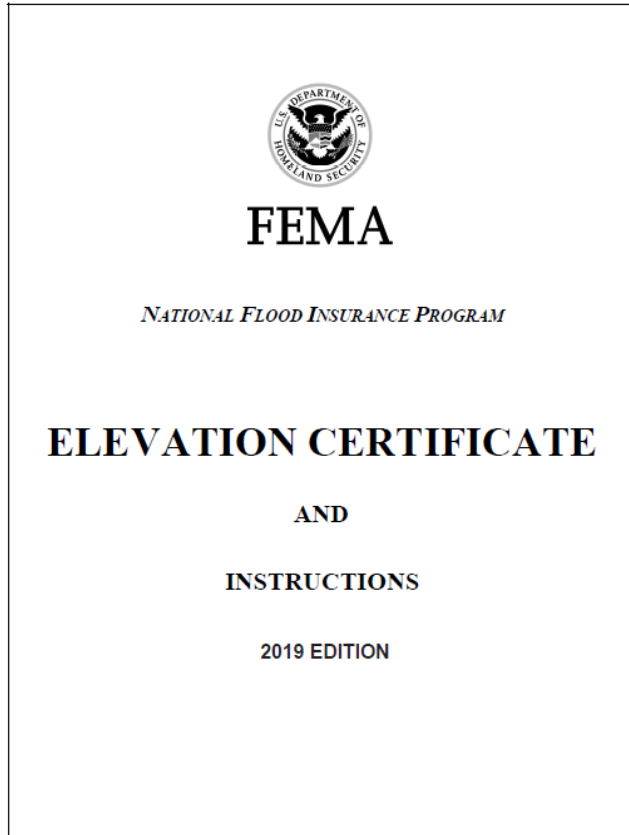 U.S. DEPARTMENT OF
HOMELAND SECURITY
FEMA
NATIONAL FLOOD INSURANCE PROGRAM
ELEVATION CERTIFICATE
AND
INSTRUCTIONS
2019 EDITION